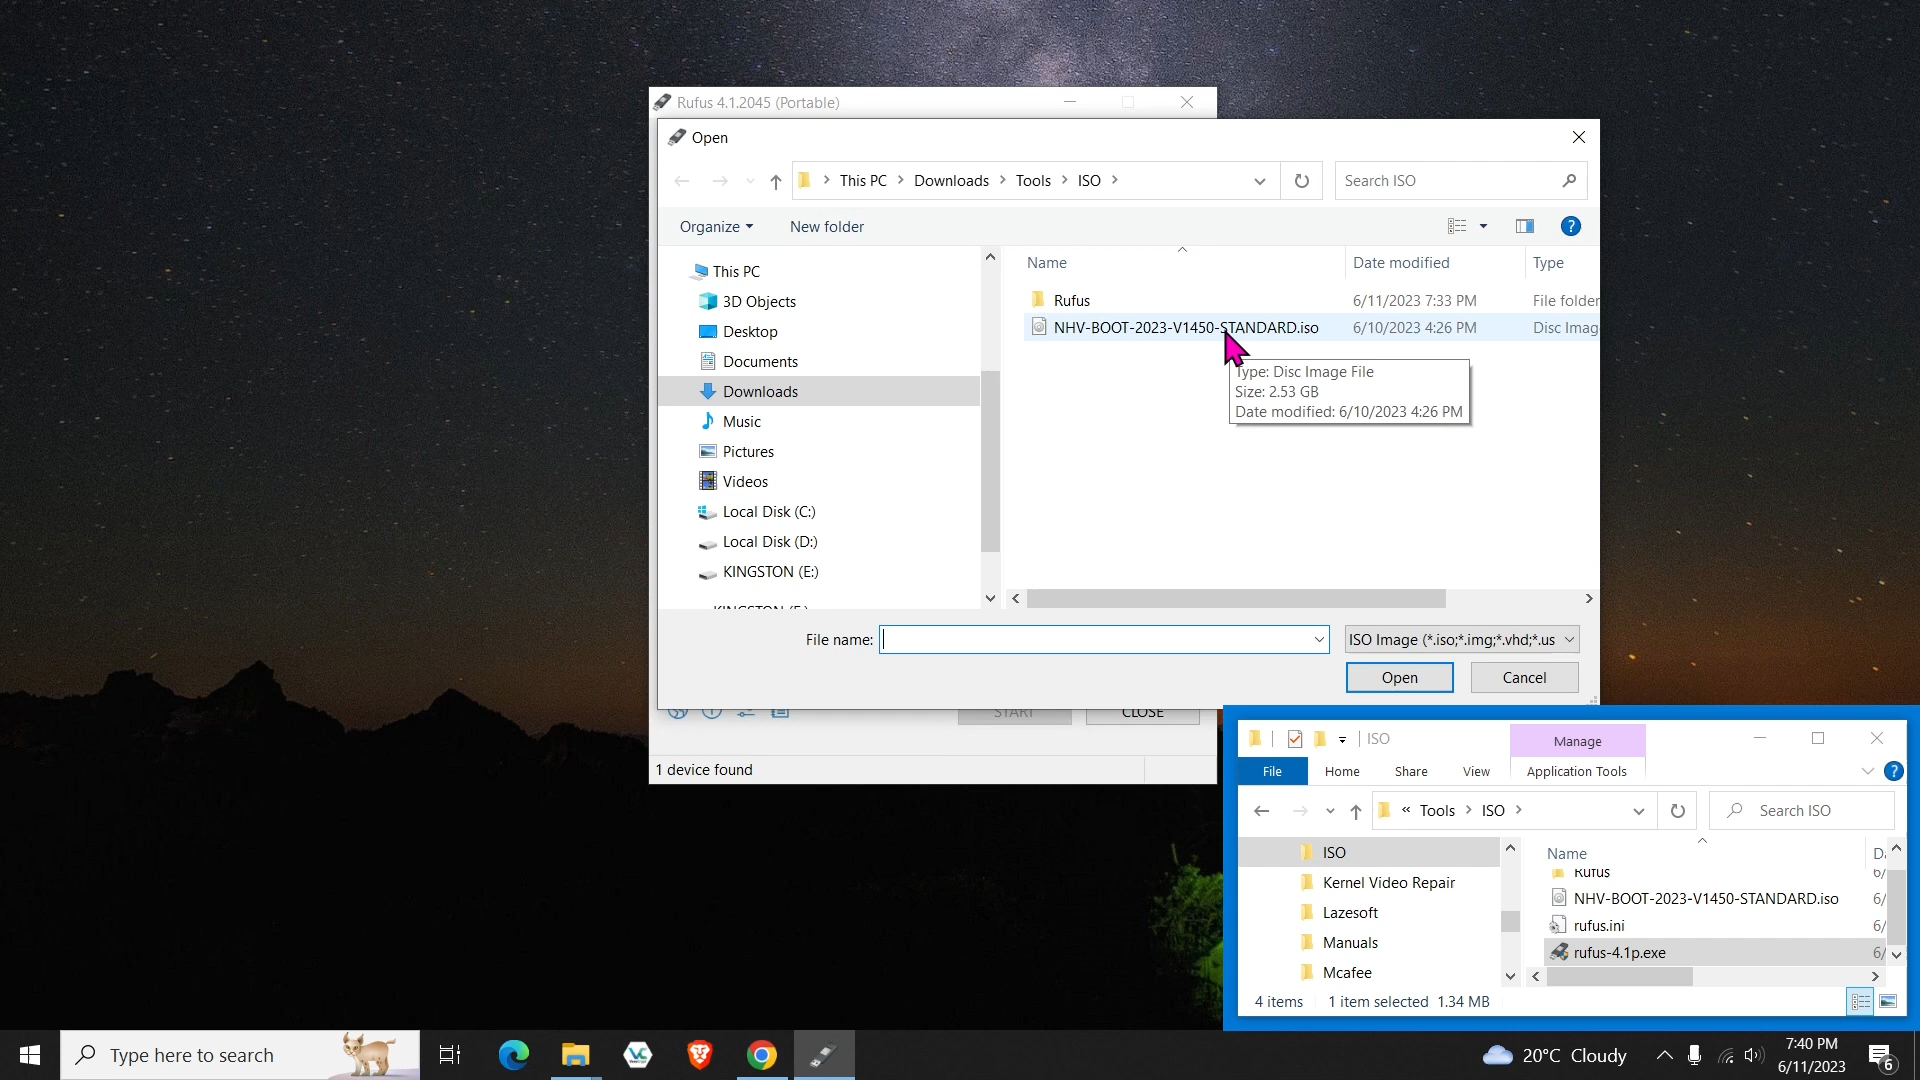 Rufus 4.1.2045 (Portable)
Open
This PC
Downloads
Tools
ISO
Search ISO
Organize
New folder
This PC
3D Objects
Desktop
Documents
Downloads
Music
Pictures
Videos
Local Disk (C:)
Local Disk (D:)
KINGSTON (E:)
Name
Date modified
Type
Rufus
6/11/2023 7:33 PM
File folder
NHV-BOOT-2023-V1450-STANDARD.iso
6/10/2023 4:26 PM
Disc Imag
Type: Disc Image File
Size: 2.53 GB
Date modified: 6/10/2023 4:26 PM
File name:
ISO Image (*.iso;*.img;*.vhd;*.us
Open
Cancel
START
CLOSE
1 device found
ISO
Manage
File
Home
Share
View
Application Tools
« Tools
ISO
Search ISO
ISO
Kernel Video Repair
Lazesoft
Manuals
Mcafee
Name
Rufus
6/
NHV-BOOT-2023-V1450-STANDARD.iso
6/
rufus.ini
6/
rufus-4.1p.exe
6/
4 items
1 item selected 1.34 MB
Type here to search
VC
20°C Cloudy
7:40 PM
6/11/2023
6